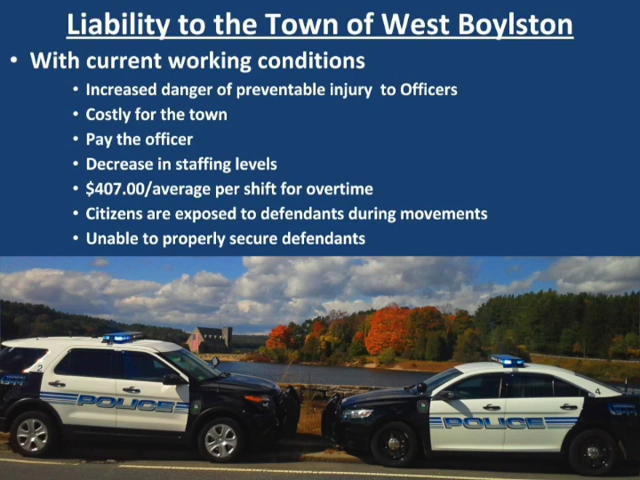 Liability to the Town of West Boylston
• With current working conditions
• Increased danger of preventable injury to Officers
• Costly for the town
• Pay the officer
• Decrease in staffing levels
• $407.00/average per shift for overtime
• Citizens are exposed to defendants during movements
• Unable to properly secure defendants
POLICE
POLICE
2
4